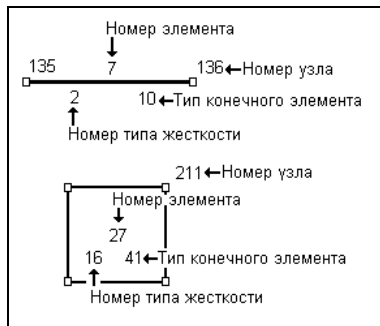 Номер элемента
135 7 136 Номер узла
2 10 Тип конечного элемента
Номер типа жесткости
211 Номер узла
Номер элемента
27
16 41 Тип конечного элемента
Номер типа жесткости